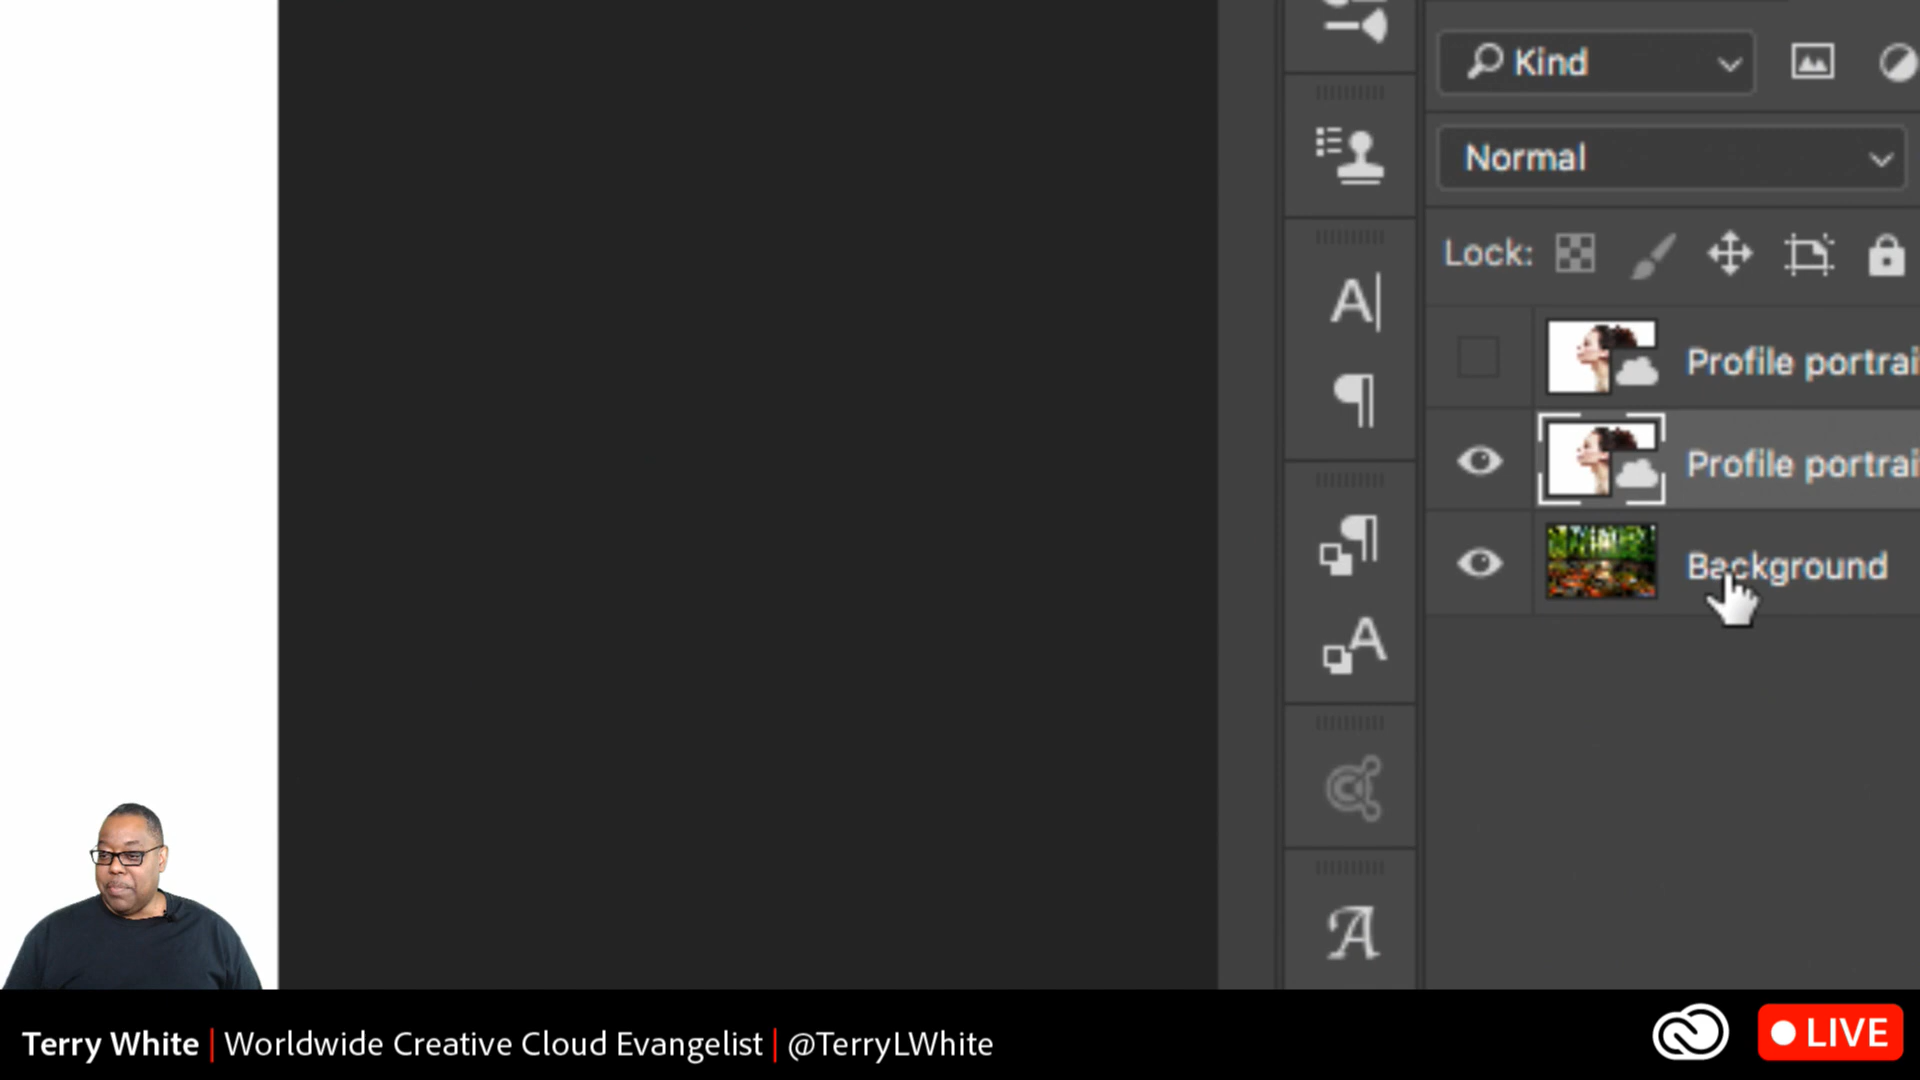 Kind
Normal
Lock:
Profile portrai
Profile portrai
Background
Terry White | Worldwide Creative Cloud Evangelist | @TerryLWhite
LIVE